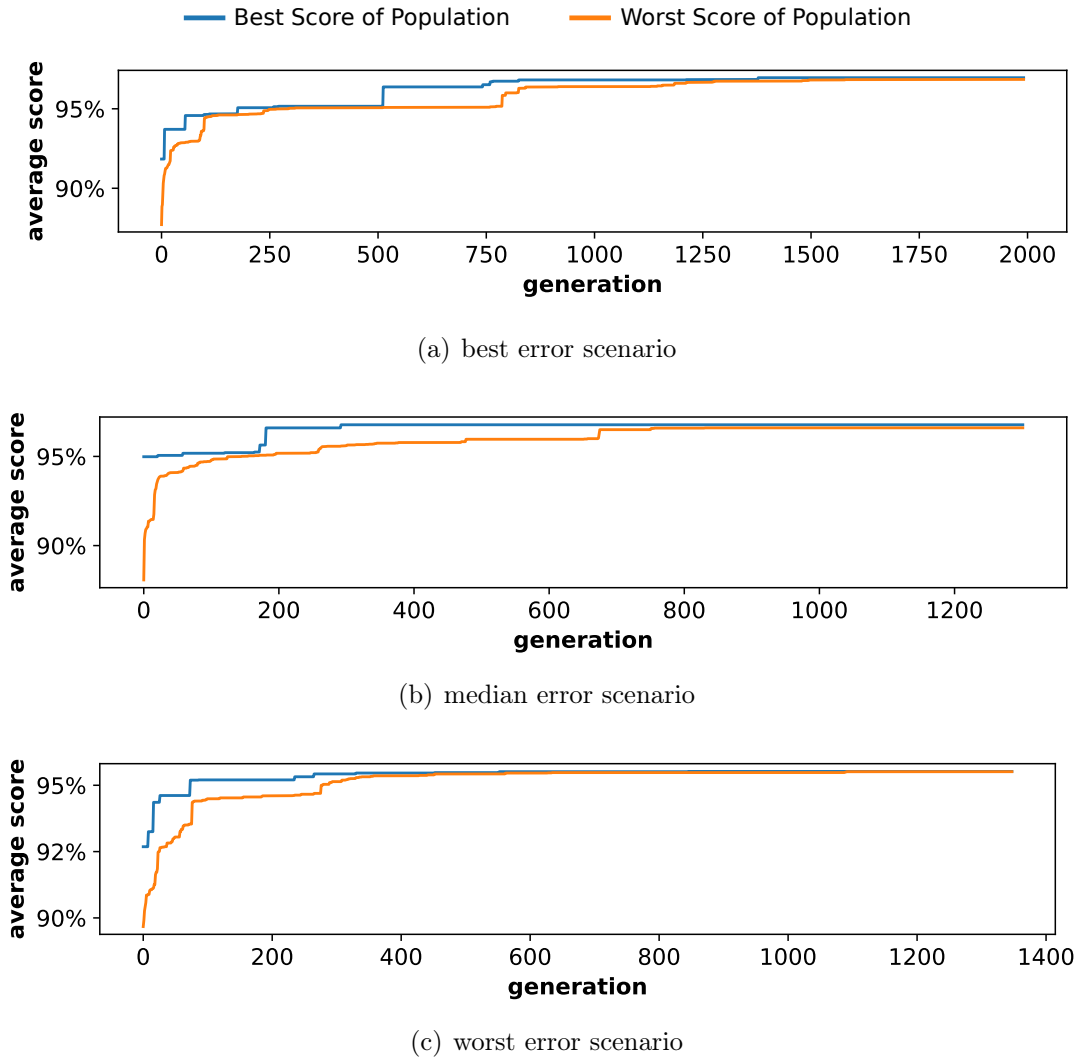 Best Score of Population Worst Score of Population
average score
95%
90%
0 250 500 750 1000 1250 1500 1750 2000
generation
(a) best error scenario
average score
95%
90%
0 200 400 600 800 1000 1200
generation
(b) median error scenario
average score
95%
92%
90%
0 200 400 600 800 1000 1200 1400
generation
(c) worst error scenario